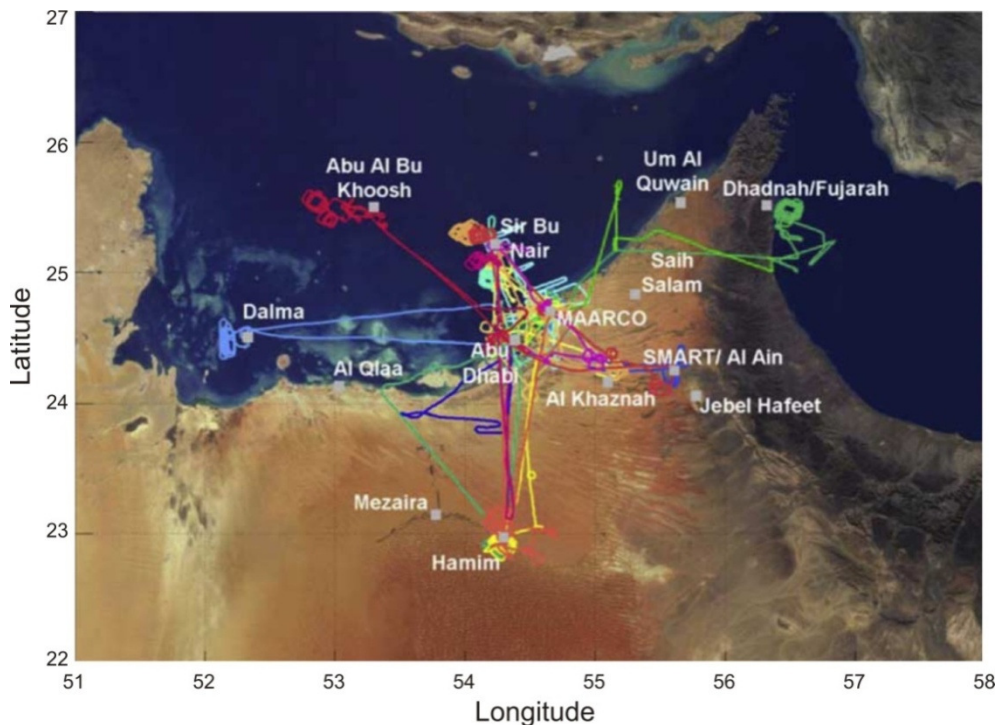 27
26
25
24
23
22
Latitude
51
52
53
54
55
56
57
58
Longitude
Abu Al Bu
Khoosh
Um Al
Quwain
Dhadnah/Fujarah
Sir Bu
Nair
Saih
Salam
Dalma
MAARCO
Abu
Dhabi
Al Qlaa
SMART/ Al Ain
Al Khaznah
Jebel Hafeet
Mezaira
Hamim